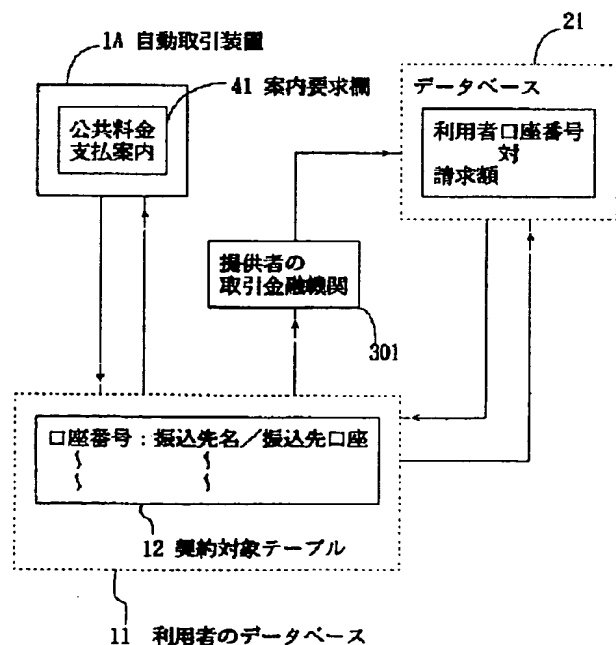 1A 自動取引装置
21
41 案内要求欄
公共料金
支払案内
データベース
利用者口座番号
対
請求額
提供者の
取引金融機関
301
口座番号:振込先名/振込先口座
12 契約対象テーブル
11 利用者のデータベース